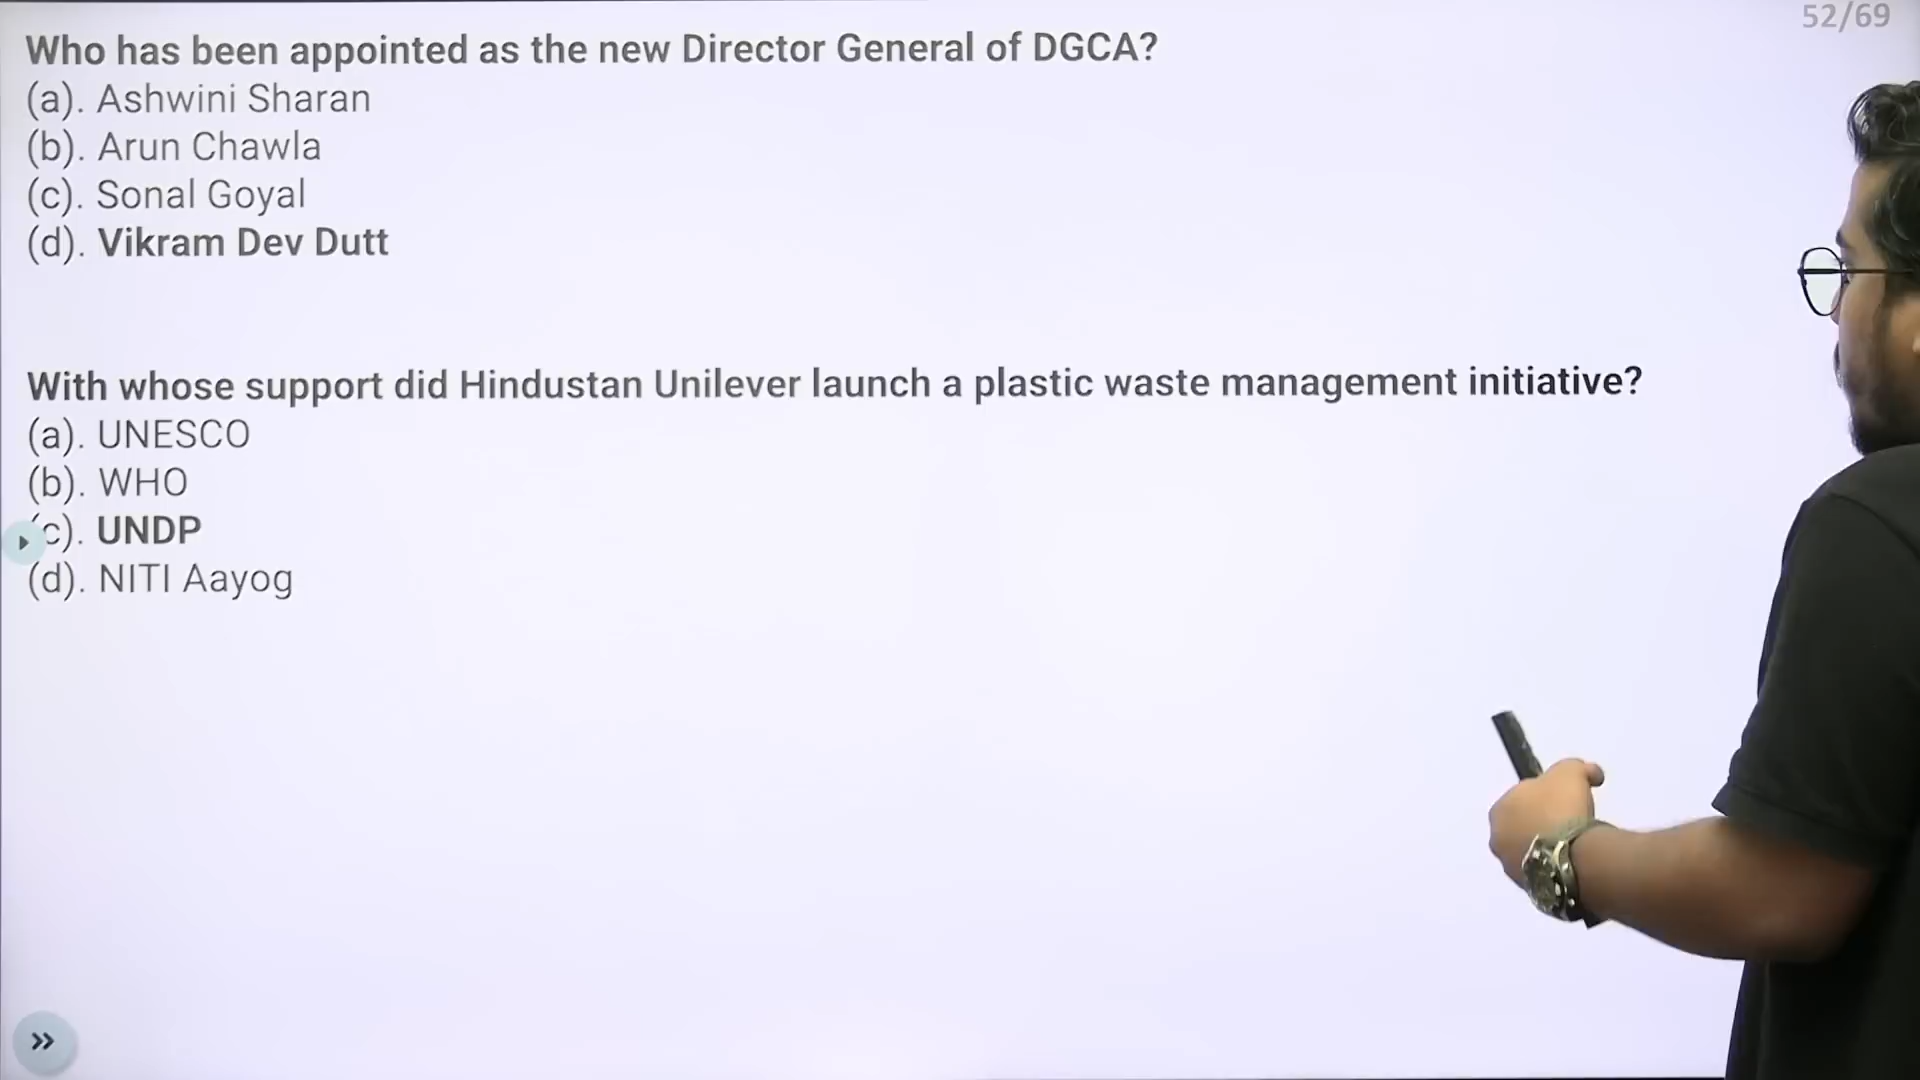 52/69
Who has been appointed as the new Director General of DGCA?
(a). Ashwini Sharan
(b). Arun Chawla
(c). Sonal Goyal
(d). Vikram Dev Dutt
With whose support did Hindustan Unilever launch a plastic waste management initiative?
(a). UNESCO
(b). WHO
(c). UNDP
(d). NITI Aayog